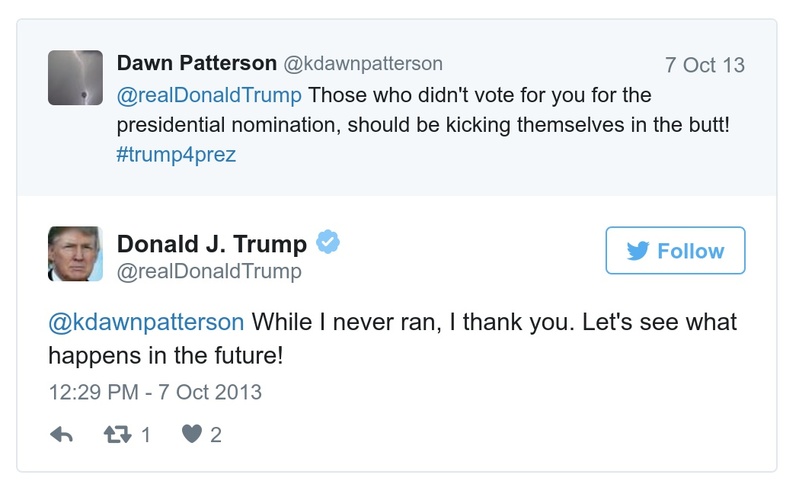 Dawn Patterson @kdawnpatterson 7 Oct 13
@realDonaldTrump Those who didn't vote for you for the
presidential nomination, should be kicking themselves in the butt!
#trump4prez
Donald J. Trump
@realDonaldTrump
Follow
@kdawnpatterson While I never ran, I thank you. Let's see what
happens in the future!
12:29 PM - 7 Oct 2013
1 2